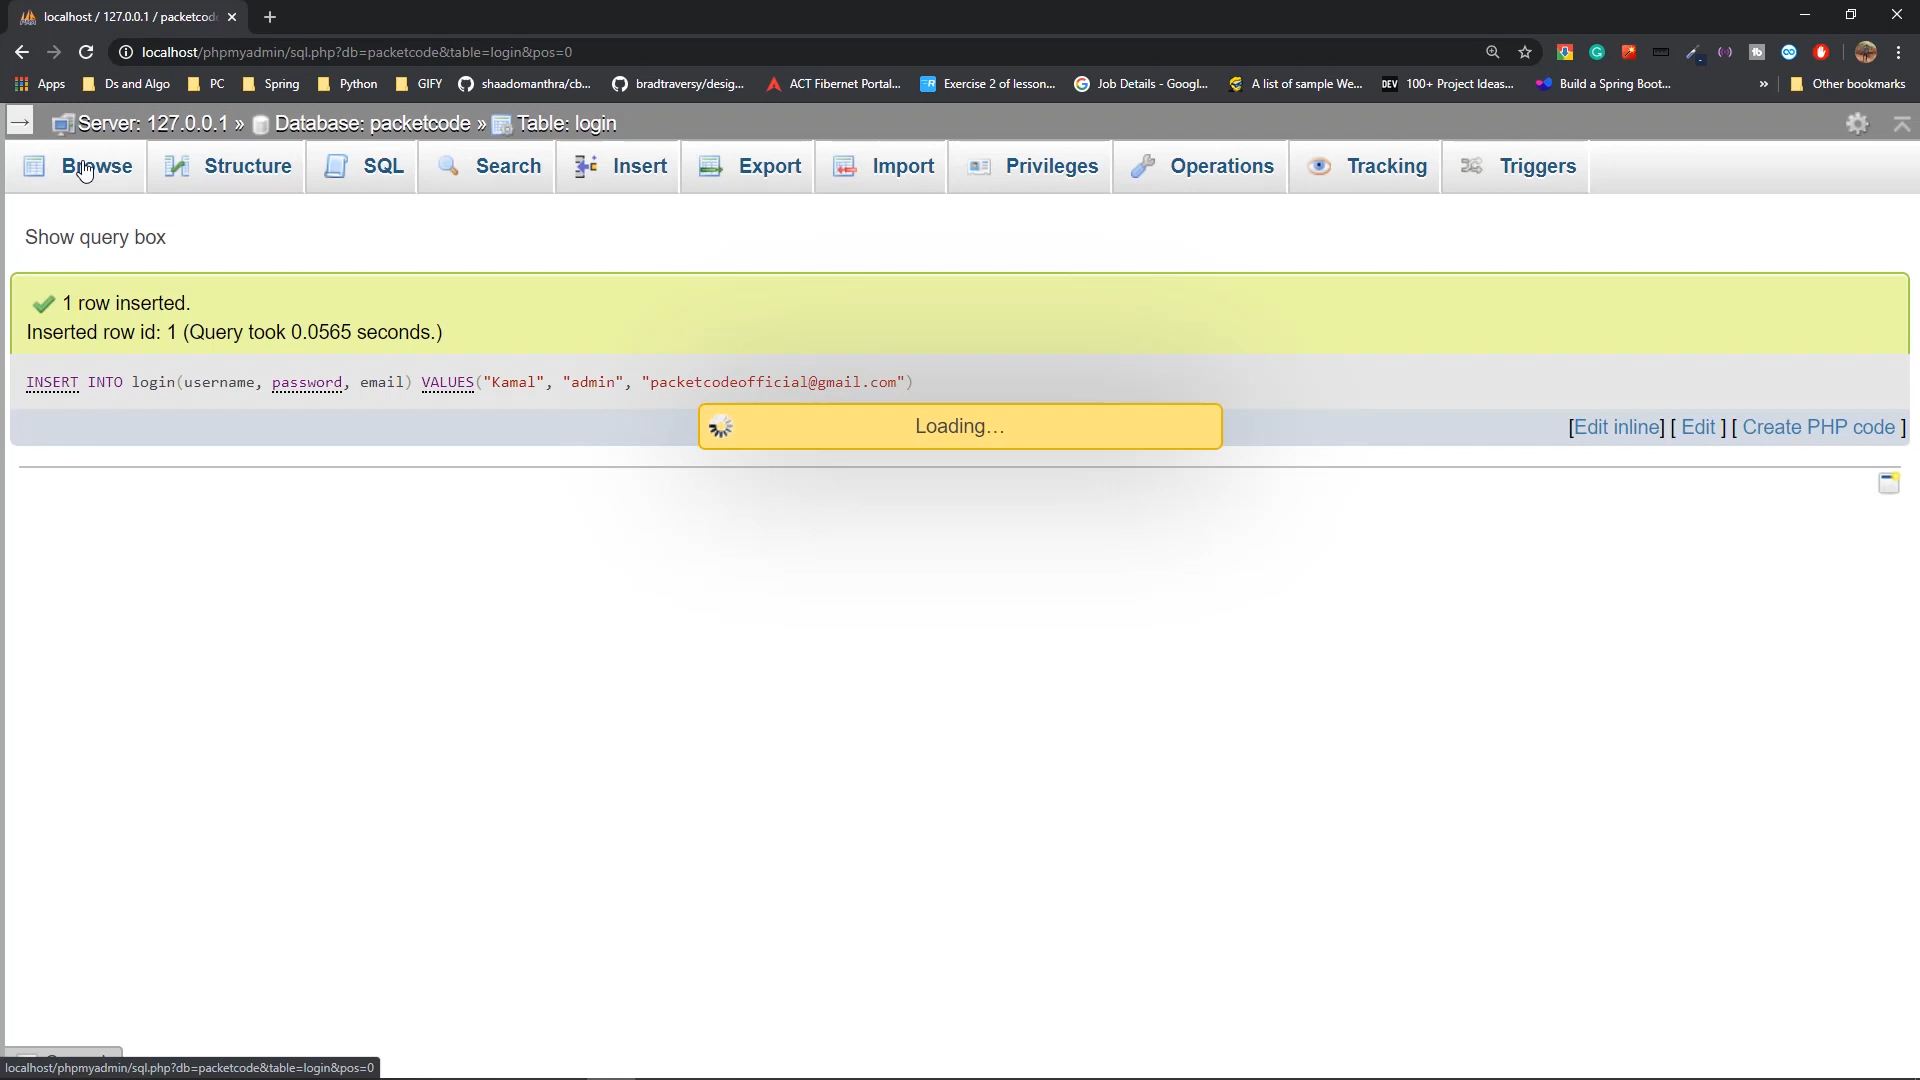 localhost / 127.0.0.1 / packetcod
localhost/phpmyadmin/sql.php?db=packetcode&table=login&pos=0
Apps Ds and Algo PC Spring Python GIFY shaadomanthra/cb... bradtraversy/desig... ACT Fibernet Portal... Exercise 2 of lesson... Job Details - Googl... A list of sample We... DEV 100+ Project Ideas... Build a Spring Boot... » Other bookmarks
Server: 127.0.0.1 » Database: packetcode » Table: login
Browse Structure SQL Search Insert Export Import Privileges Operations Tracking Triggers
Show query box
1 row inserted.
Inserted row id: 1 (Query took 0.0565 seconds.)
INSERT INTO login(username, password, email) VALUES("Kamal", "admin", "packetcodeofficial@gmail.com")
Loading…
[Edit inline] [ Edit ] [ Create PHP code ]
localhost/phpmyadmin/sql.php?db=packetcode&table=login&pos=0